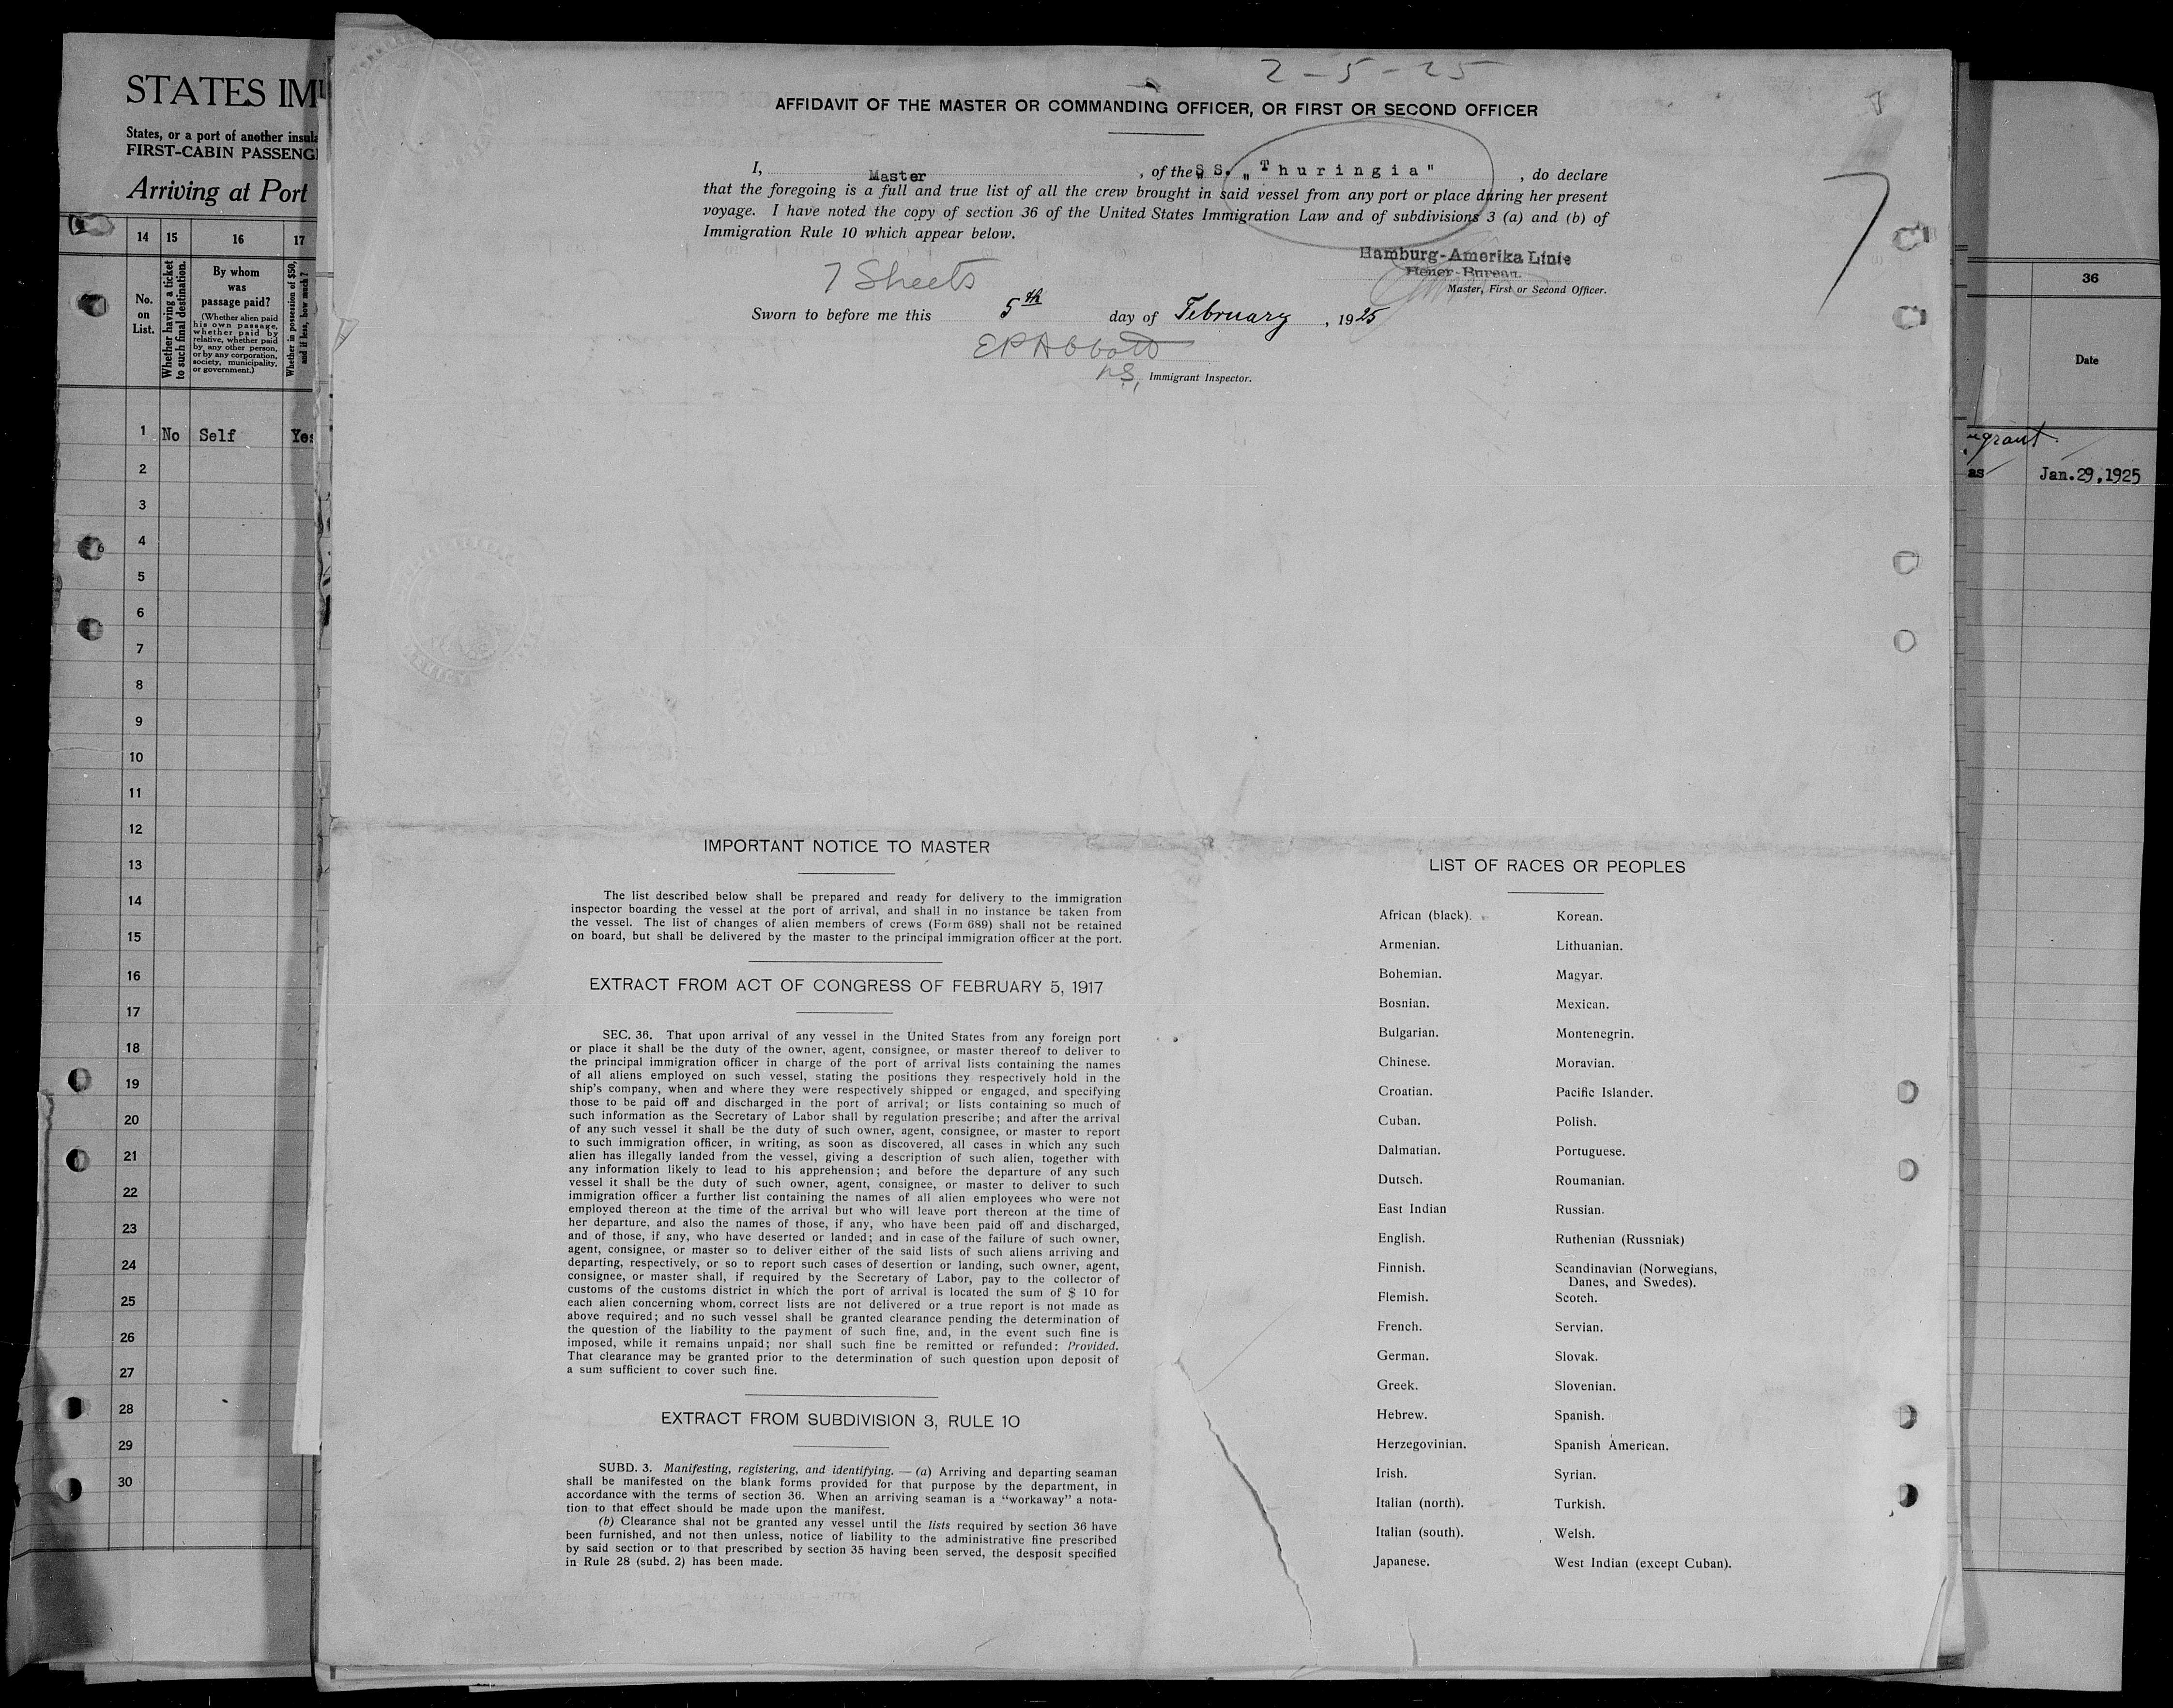 STATES IM
States, or a port of another insula
FIRST-CABIN PASSENG
Arriving at Port
14 15 16 17
No. on List.
Whether having a ticket to such final destination.
By whom was passage paid?
(Whether alien paid his own passage, whether paid by relative, whether paid by any other person, or by any corporation, society, municipality, or government.)
Whether in possession of $50, and if less, how much?
1 No Self Yes
2
3
4
5
6
7
8
9
10
11
12
13
14
15
16
17
18
19
20
21
22
23
24
25
26
27
28
29
30
2-5-25
AFFIDAVIT OF THE MASTER OR COMMANDING OFFICER, OR FIRST OR SECOND OFFICER
I, Master, of the S S. „Thuringia", do declare
that the foregoing is a full and true list of all the crew brought in said vessel from any port or place during her present
voyage. I have noted the copy of section 36 of the United States Immigration Law and of subdivisions 3 (a) and (b) of
Immigration Rule 10 which appear below.
7
7 Sheets
Hamburg-Amerika Linie
Heuer-Bureau.
Master, First or Second Officer.
Sworn to before me this 5th day of February, 1925
EPAbbott
Immigrant Inspector.
IMPORTANT NOTICE TO MASTER
The list described below shall be prepared and ready for delivery to the immigration
inspector boarding the vessel at the port of arrival, and shall in no instance be taken from
the vessel. The list of changes of alien members of crews (Form 689) shall not be retained
on board, but shall be delivered by the master to the principal immigration officer at the port.
EXTRACT FROM ACT OF CONGRESS OF FEBRUARY 5, 1917
SEC. 36. That upon arrival of any vessel in the United States from any foreign port
or place it shall be the duty of the owner, agent, consignee, or master thereof to deliver to
the principal immigration officer in charge of the port of arrival lists containing the names
of all aliens employed on such vessel, stating the positions they respectively hold in the
ship's company, when and where they were respectively shipped or engaged, and specifying
those to be paid off and discharged in the port of arrival; or lists containing so much of
such information as the Secretary of Labor shall by regulation prescribe; and after the arrival
of any such vessel it shall be the duty of such owner, agent, consignee, or master to report
to such immigration officer, in writing, as soon as discovered, all cases in which any such
alien has illegally landed from the vessel, giving a description of such alien, together with
any information likely to lead to his apprehension; and before the departure of any such
vessel it shall be the duty of such owner, agent, consignee, or master to deliver to such
immigration officer a further list containing the names of all alien employees who were not
employed thereon at the time of the arrival but who will leave port thereon at the time of
her departure, and also the names of those, if any, who have been paid off and discharged,
and of those, if any, who have deserted or landed; and in case of the failure of such owner,
agent, consignee, or master so to deliver either of the said lists of such aliens arriving and
departing, respectively, or so to report such cases of desertion or landing, such owner, agent,
consignee, or master shall, if required by the Secretary of Labor, pay to the collector of
customs of the customs district in which the port of arrival is located the sum of $ 10 for
each alien concerning whom, correct lists are not delivered or a true report is not made as
above required; and no such vessel shall be granted clearance pending the determination of
the question of the liability to the payment of such fine, and, in the event such fine is
imposed, while it remains unpaid; nor shall such fine be remitted or refunded: Provided.
That clearance may be granted prior to the determination of such question upon deposit of
a sum sufficient to cover such fine.
EXTRACT FROM SUBDIVISION 3, RULE 10
SUBD. 3. Manifesting, registering, and identifying. — (a) Arriving and departing seaman
shall be manifested on the blank forms provided for that purpose by the department, in
accordance with the terms of section 36. When an arriving seaman is a “workaway” a nota-
tion to that effect should be made upon the manifest.
(b) Clearance shal not be granted any vessel until the lists required by section 36 have
been furnished, and not then unless, notice of liability to the administrative fine prescribed
by said section or to that prescribed by section 35 having been served, the desposit specified
in Rule 28 (subd. 2) has been made.
LIST OF RACES OR PEOPLES
African (black). Korean.
Armenian. Lithuanian.
Bohemian. Magyar.
Bosnian. Mexican.
Bulgarian. Montenegrin.
Chinese. Moravian.
Croatian. Pacific Islander.
Cuban. Polish.
Dalmatian. Portuguese.
Dutsch. Roumanian.
East Indian Russian.
English. Ruthenian (Russniak)
Finnish. Scandinavian (Norwegians,
Danes, and Swedes).
Flemish. Scotch.
French. Servian.
German. Slovak.
Greek. Slovenian.
Hebrew. Spanish.
Herzegovinian. Spanish American.
Irish. Syrian.
Italian (north). Turkish.
Italian (south). Welsh.
Japanese. West Indian (except Cuban).
36
Date
as Jan.29,1925